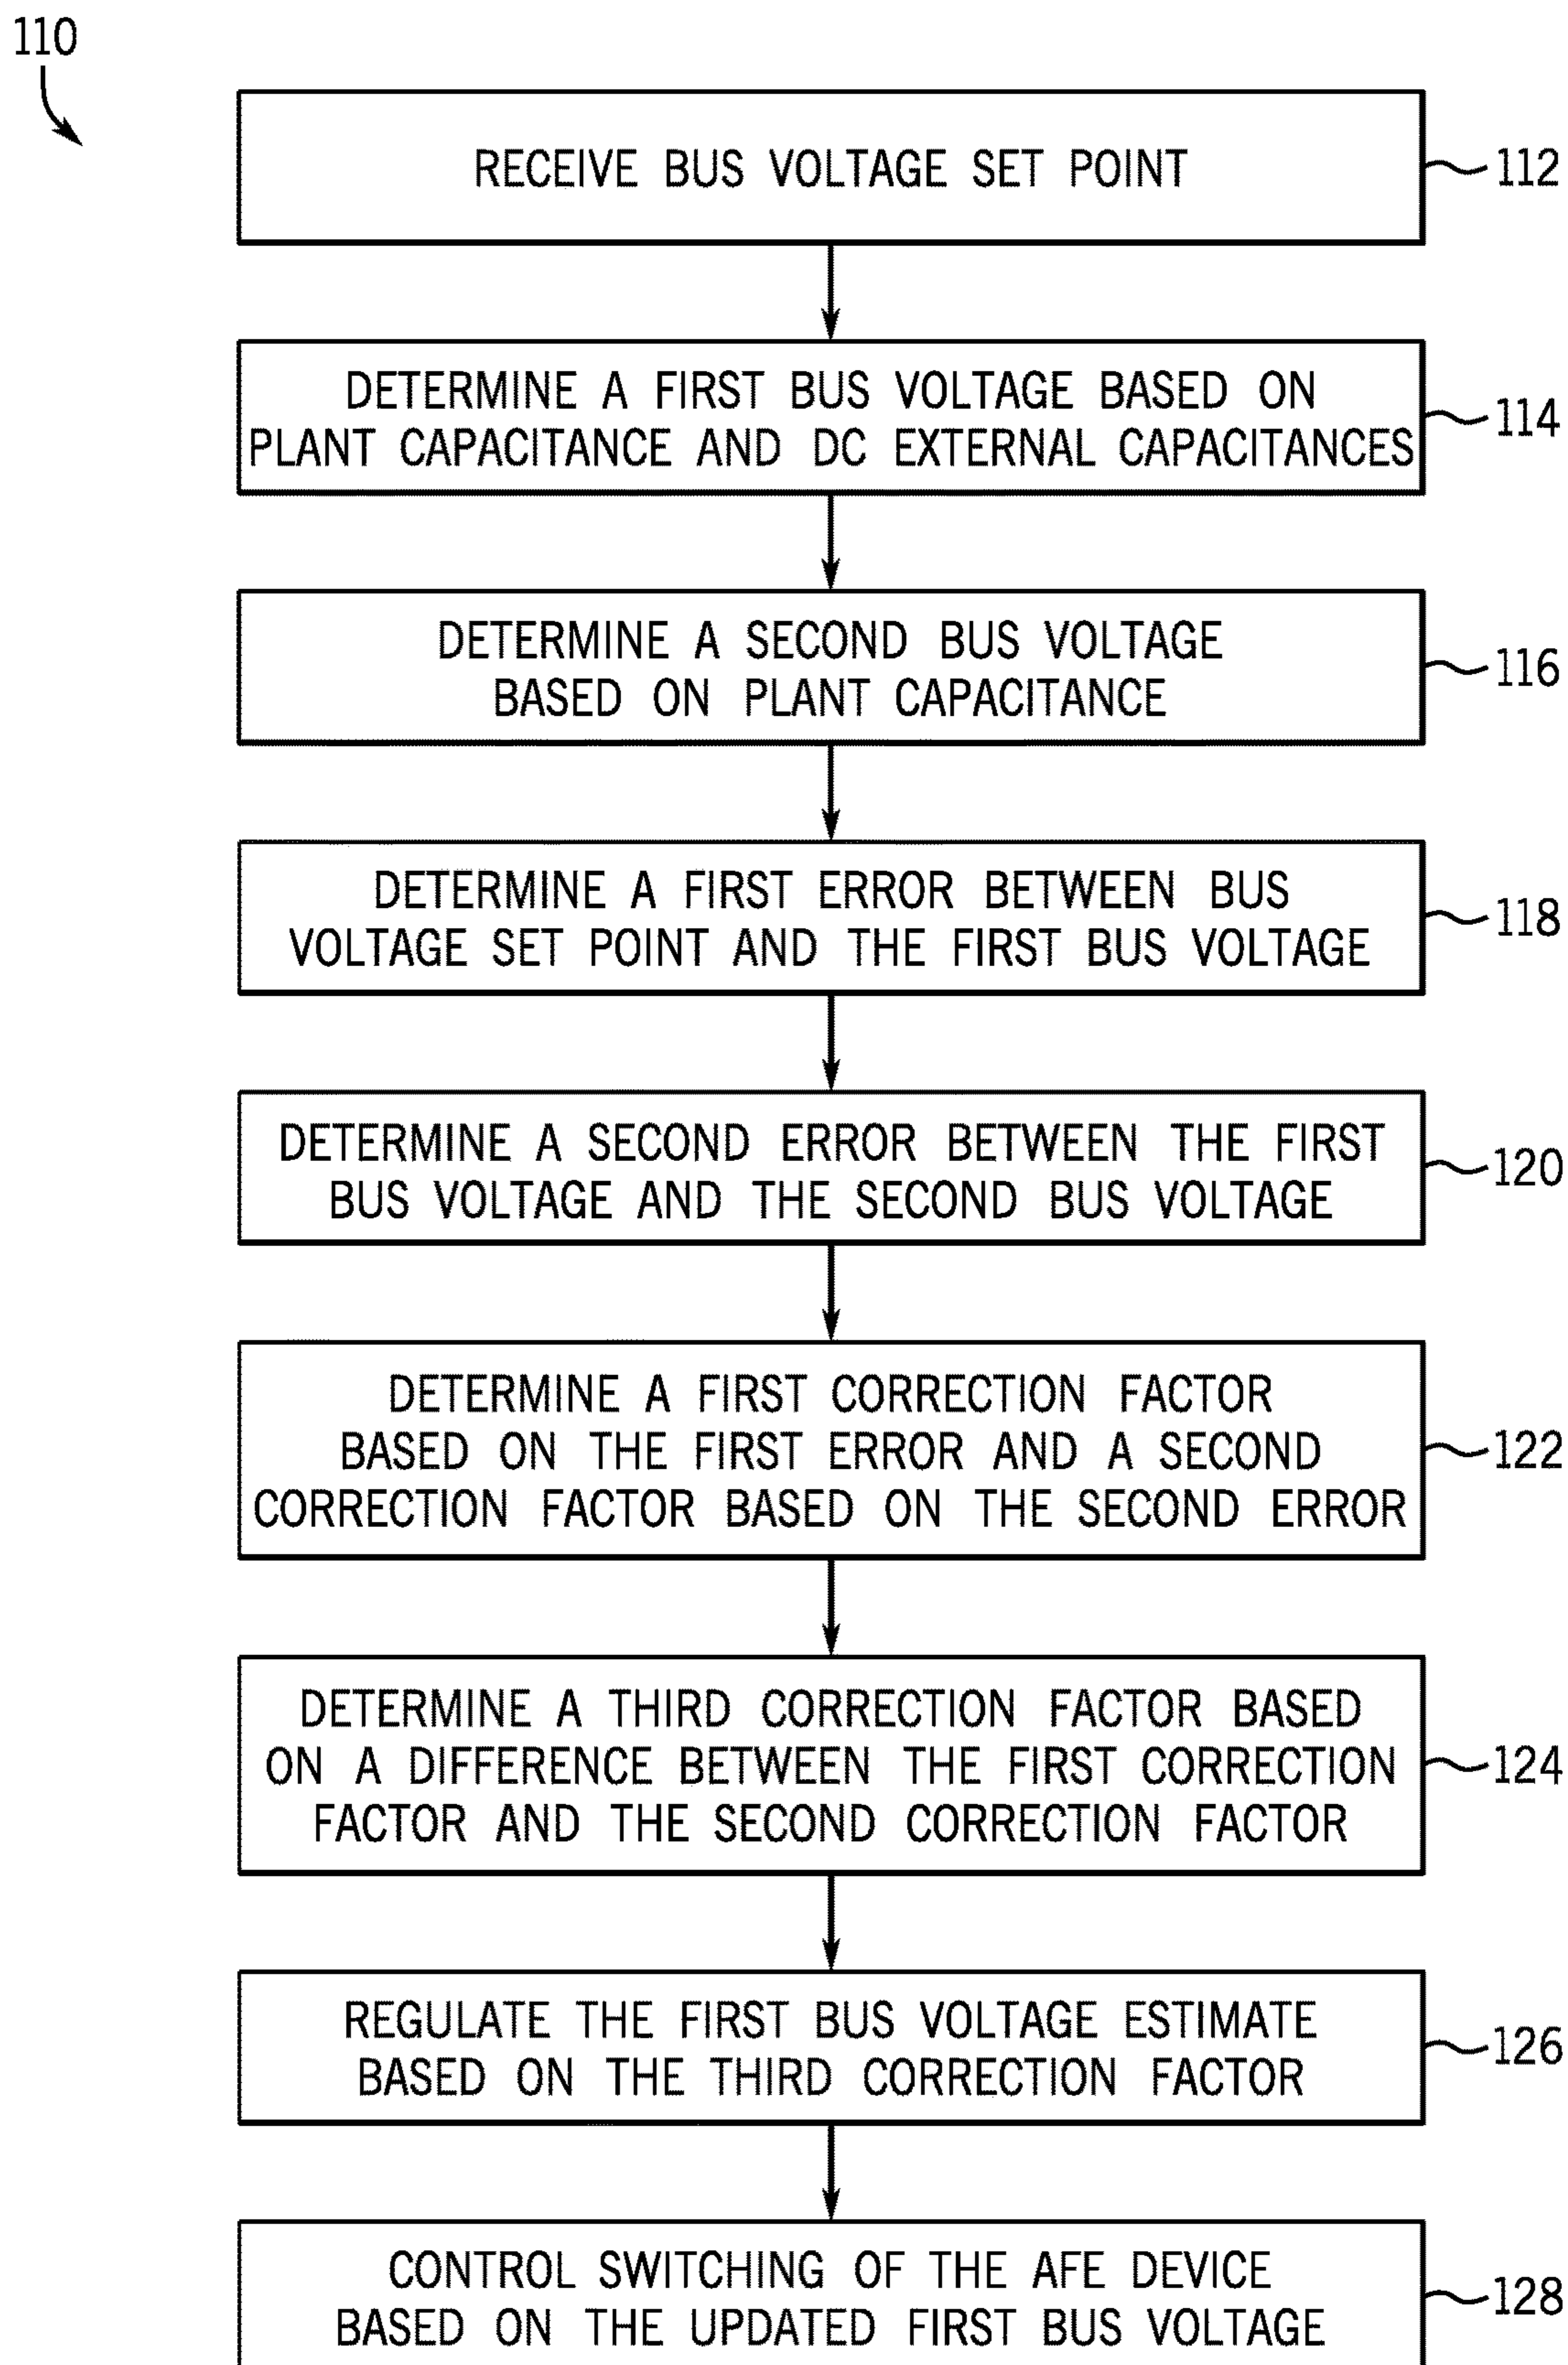 110
RECEIVE BUS VOLTAGE SET POINT
112
DETERMINE A FIRST BUS VOLTAGE BASED ON
PLANT CAPACITANCE AND DC EXTERNAL CAPACITANCES
114
DETERMINE A SECOND BUS VOLTAGE
BASED ON PLANT CAPACITANCE
116
DETERMINE A FIRST ERROR BETWEEN BUS
VOLTAGE SET POINT AND THE FIRST BUS VOLTAGE
118
DETERMINE A SECOND ERROR BETWEEN THE FIRST
BUS VOLTAGE AND THE SECOND BUS VOLTAGE
120
DETERMINE A FIRST CORRECTION FACTOR
BASED ON THE FIRST ERROR AND A SECOND
CORRECTION FACTOR BASED ON THE SECOND ERROR
122
DETERMINE A THIRD CORRECTION FACTOR BASED
ON A DIFFERENCE BETWEEN THE FIRST CORRECTION
FACTOR AND THE SECOND CORRECTION FACTOR
124
REGULATE THE FIRST BUS VOLTAGE ESTIMATE
BASED ON THE THIRD CORRECTION FACTOR
126
CONTROL SWITCHING OF THE AFE DEVICE
BASED ON THE UPDATED FIRST BUS VOLTAGE
128